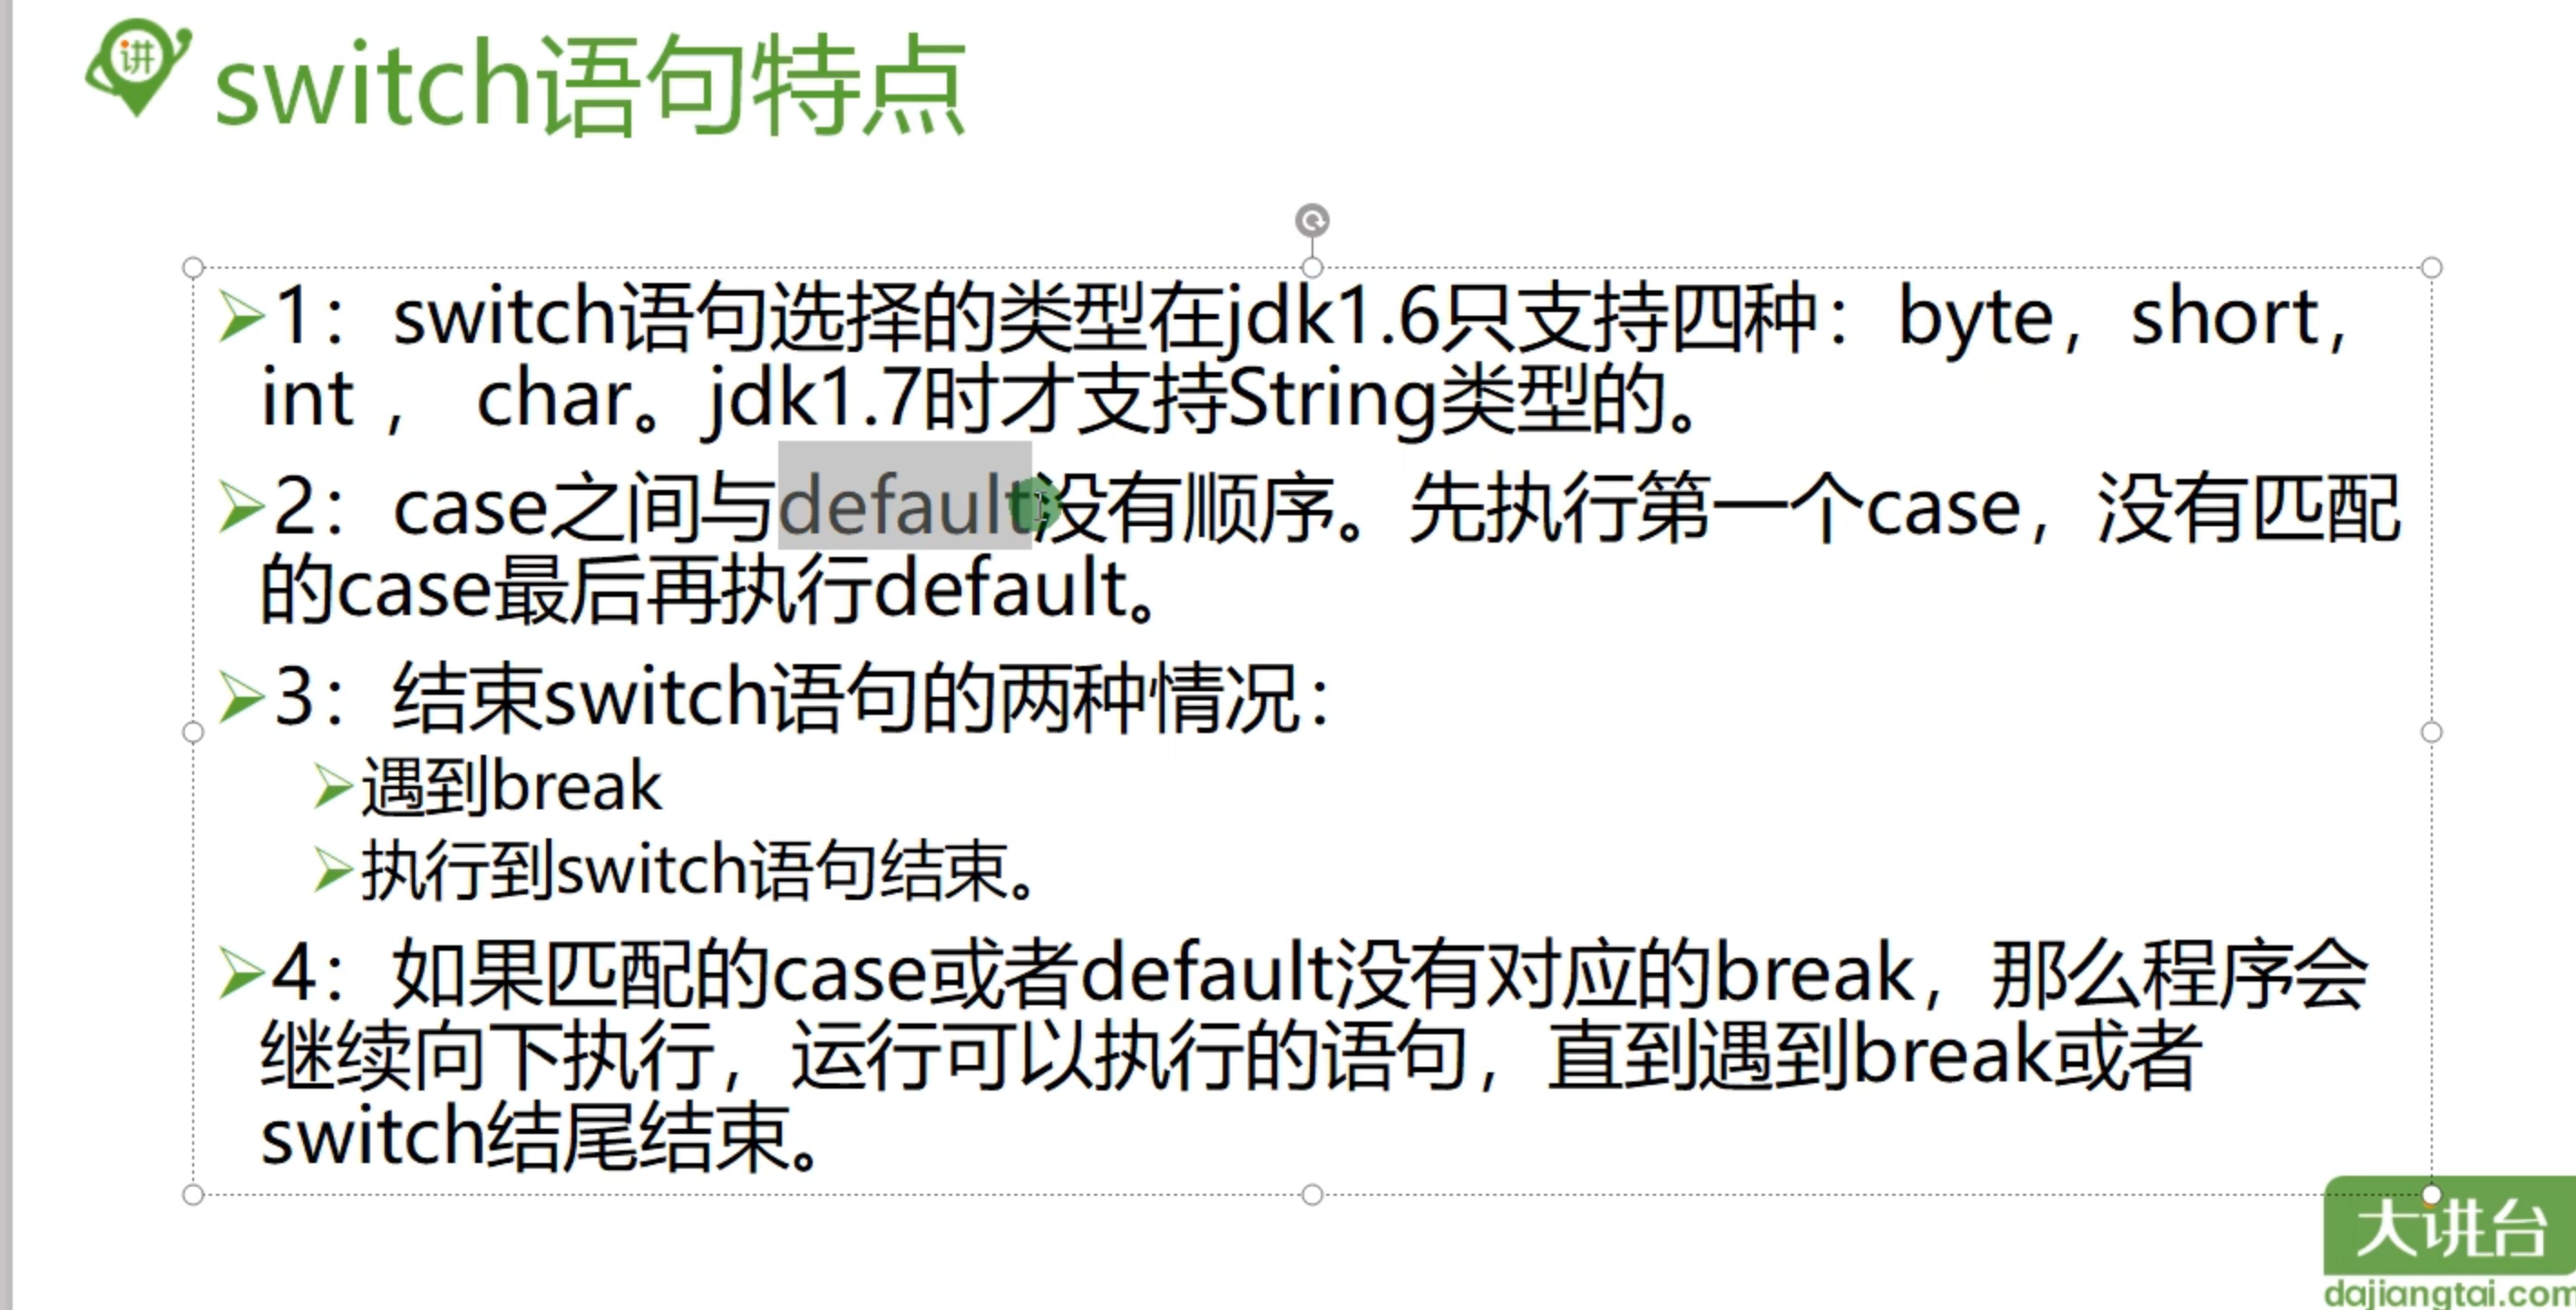 讲
switch语句特点
1：switch语句选择的类型在jdk1.6只支持四种：byte，short，
int ， char。jdk1.7时才支持String类型的。
2：case之间与default没有顺序。先执行第一个case，没有匹配
的case最后再执行default。
3：结束switch语句的两种情况：
遇到break
执行到switch语句结束。
4：如果匹配的case或者default没有对应的break，那么程序会
继续向下执行，运行可以执行的语句，直到遇到break或者
switch结尾结束。
大讲台
dajiangtai.com